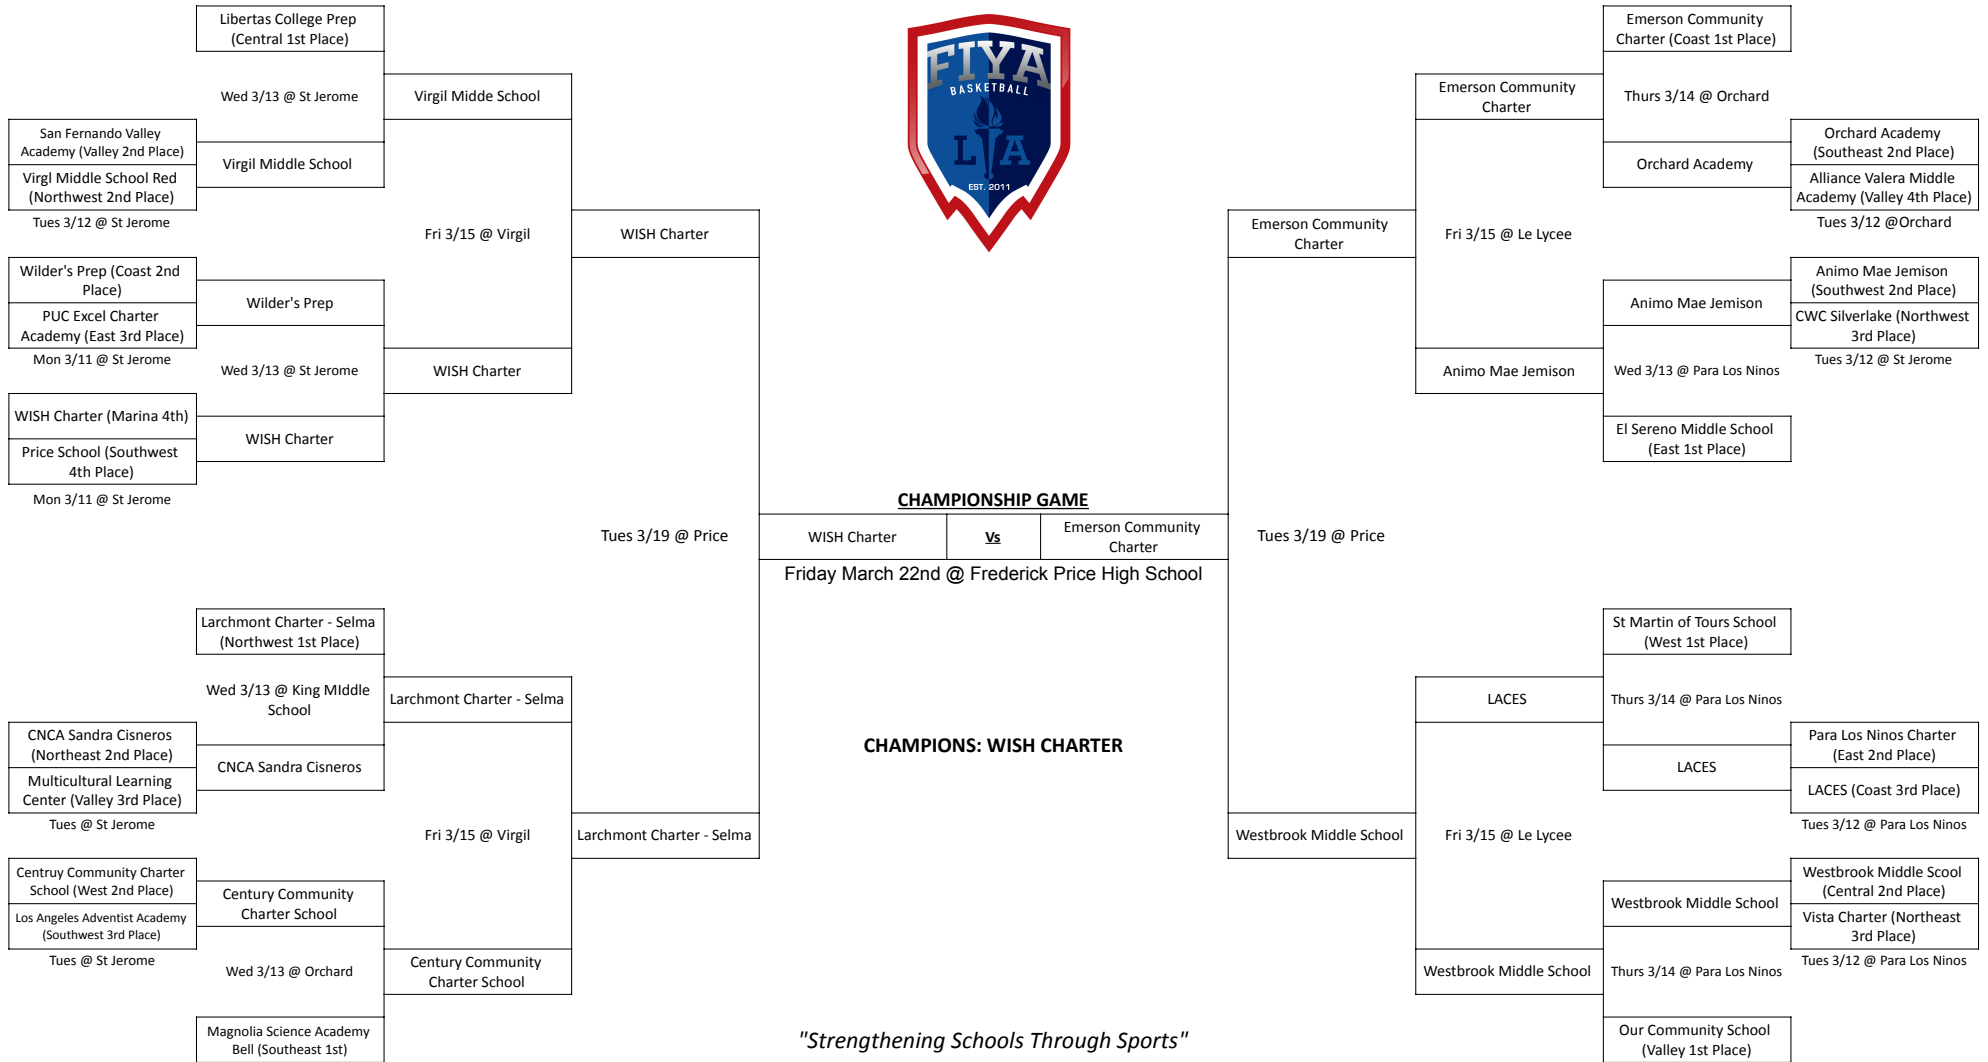 Libertas College Prep
(Central 1st Place)
Wed 3/13 @ St Jerome
Virgil Midde School
San Fernando Valley
Academy (Valley 2nd Place)
Virgl Middle School Red
(Northwest 2nd Place)
Virgil Middle School
Tues 3/12 @ St Jerome
Fri 3/15 @ Virgil
WISH Charter
Wilder's Prep (Coast 2nd
Place)
PUC Excel Charter
Academy (East 3rd Place)
Wilder's Prep
Mon 3/11 @ St Jerome
Wed 3/13 @ St Jerome
WISH Charter
WISH Charter (Marina 4th)
Price School (Southwest
4th Place)
WISH Charter
Mon 3/11 @ St Jerome
Tues 3/19 @ Price
Larchmont Charter - Selma
(Northwest 1st Place)
Wed 3/13 @ King MIddle
School
Larchmont Charter - Selma
CNCA Sandra Cisneros
(Northeast 2nd Place)
Multicultural Learning
Center (Valley 3rd Place)
CNCA Sandra Cisneros
Tues @ St Jerome
Fri 3/15 @ Virgil
Larchmont Charter - Selma
Centruy Community Charter
School (West 2nd Place)
Los Angeles Adventist Academy
(Southwest 3rd Place)
Century Community
Charter School
Tues @ St Jerome
Wed 3/13 @ Orchard
Century Community
Charter School
Magnolia Science Academy
Bell (Southeast 1st)
FIYA
BASKETBALL
L A
EST. 2011
CHAMPIONSHIP GAME
WISH Charter
Vs
Emerson Community
Charter
Friday March 22nd @ Frederick Price High School
CHAMPIONS: WISH CHARTER
"Strengthening Schools Through Sports"
Emerson Community
Charter (Coast 1st Place)
Emerson Community
Charter
Thurs 3/14 @ Orchard
Orchard Academy
Orchard Academy
(Southeast 2nd Place)
Alliance Valera Middle
Academy (Valley 4th Place)
Tues 3/12 @Orchard
Emerson Community
Charter
Fri 3/15 @ Le Lycee
Animo Mae Jemison
(Southwest 2nd Place)
CWC Silverlake (Northwest
3rd Place)
Animo Mae Jemison
Tues 3/12 @ St Jerome
Animo Mae Jemison
Wed 3/13 @ Para Los Ninos
El Sereno Middle School
(East 1st Place)
Tues 3/19 @ Price
St Martin of Tours School
(West 1st Place)
LACES
Thurs 3/14 @ Para Los Ninos
Para Los Ninos Charter
(East 2nd Place)
LACES
LACES (Coast 3rd Place)
Tues 3/12 @ Para Los Ninos
Westbrook Middle School
Fri 3/15 @ Le Lycee
Westbrook Middle Scool
(Central 2nd Place)
Westbrook Middle School
Vista Charter (Northeast
3rd Place)
Tues 3/12 @ Para Los Ninos
Westbrook Middle School
Thurs 3/14 @ Para Los Ninos
Our Community School
(Valley 1st Place)